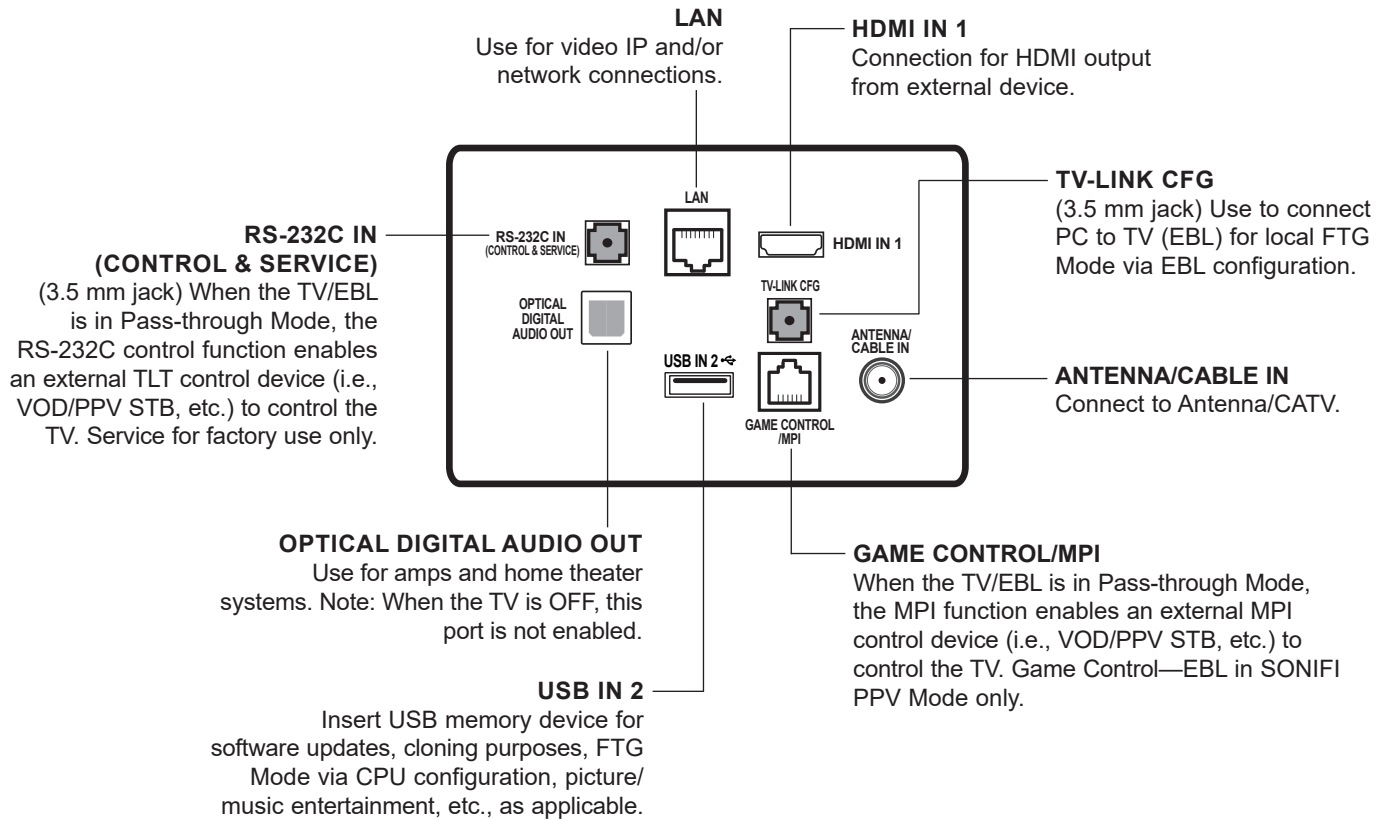 LAN
Use for video IP and/or
network connections.
HDMI IN 1
Connection for HDMI output
from external device.
TV-LINK CFG
(3.5 mm jack) Use to connect
PC to TV (EBL) for local FTG
Mode via EBL configuration.
RS-232C IN
(CONTROL & SERVICE)
(3.5 mm jack) When the TV/EBL
is in Pass-through Mode, the
RS-232C control function enables
an external TLT control device (i.e.,
VOD/PPV STB, etc.) to control the
TV. Service for factory use only.
LAN
RS-232C IN
(CONTROL & SERVICE)
HDMI IN 1
OPTICAL
DIGITAL
AUDIO OUT
TV-LINK CFG
USB IN 2
ANTENNA/
CABLE IN
GAME CONTROL
/MPI
ANTENNA/CABLE IN
Connect to Antenna/CATV.
OPTICAL DIGITAL AUDIO OUT
Use for amps and home theater
systems. Note: When the TV is OFF, this
port is not enabled.
GAME CONTROL/MPI
When the TV/EBL is in Pass-through Mode,
the MPI function enables an external MPI
control device (i.e., VOD/PPV STB, etc.) to
control the TV. Game Control—EBL in SONIFI
PPV Mode only.
USB IN 2
Insert USB memory device for
software updates, cloning purposes, FTG
Mode via CPU configuration, picture/
music entertainment, etc., as applicable.